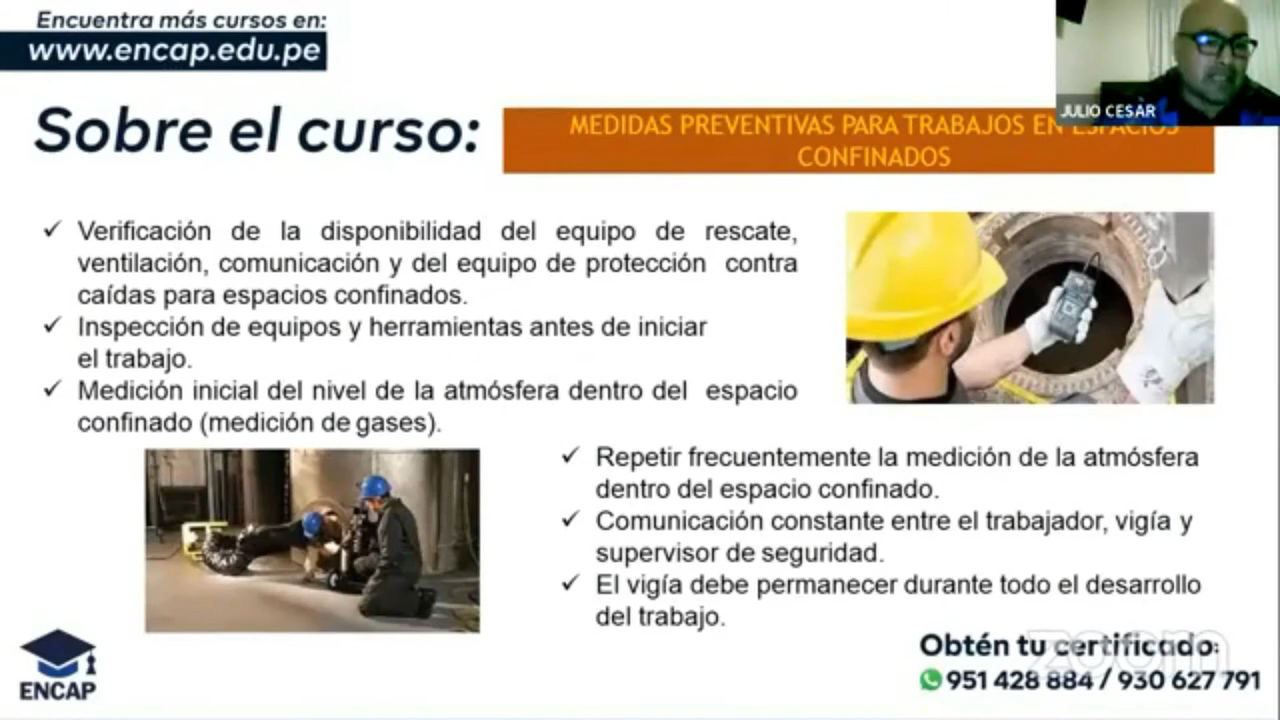 Encuentra más cursos en:
www.encap.edu.pe
JULIO CESAR
Sobre el curso:
MEDIDAS PREVENTIVAS PARA TRABAJOS EN ESPACIOS
CONFINADOS
✓ Verificación de la disponibilidad del equipo de rescate,
ventilación, comunicación y del equipo de protección contra
caídas para espacios confinados.
✓ Inspección de equipos y herramientas antes de iniciar
el trabajo.
✓ Medición inicial del nivel de la atmósfera dentro del espacio
confinado (medición de gases).
✓ Repetir frecuentemente la medición de la atmósfera
dentro del espacio confinado.
✓ Comunicación constante entre el trabajador, vigía y
supervisor de seguridad.
✓ El vigía debe permanecer durante todo el desarrollo
del trabajo.
ENCAP
Obtén tu certificado:
zoom
951 428 884 / 930 627 791